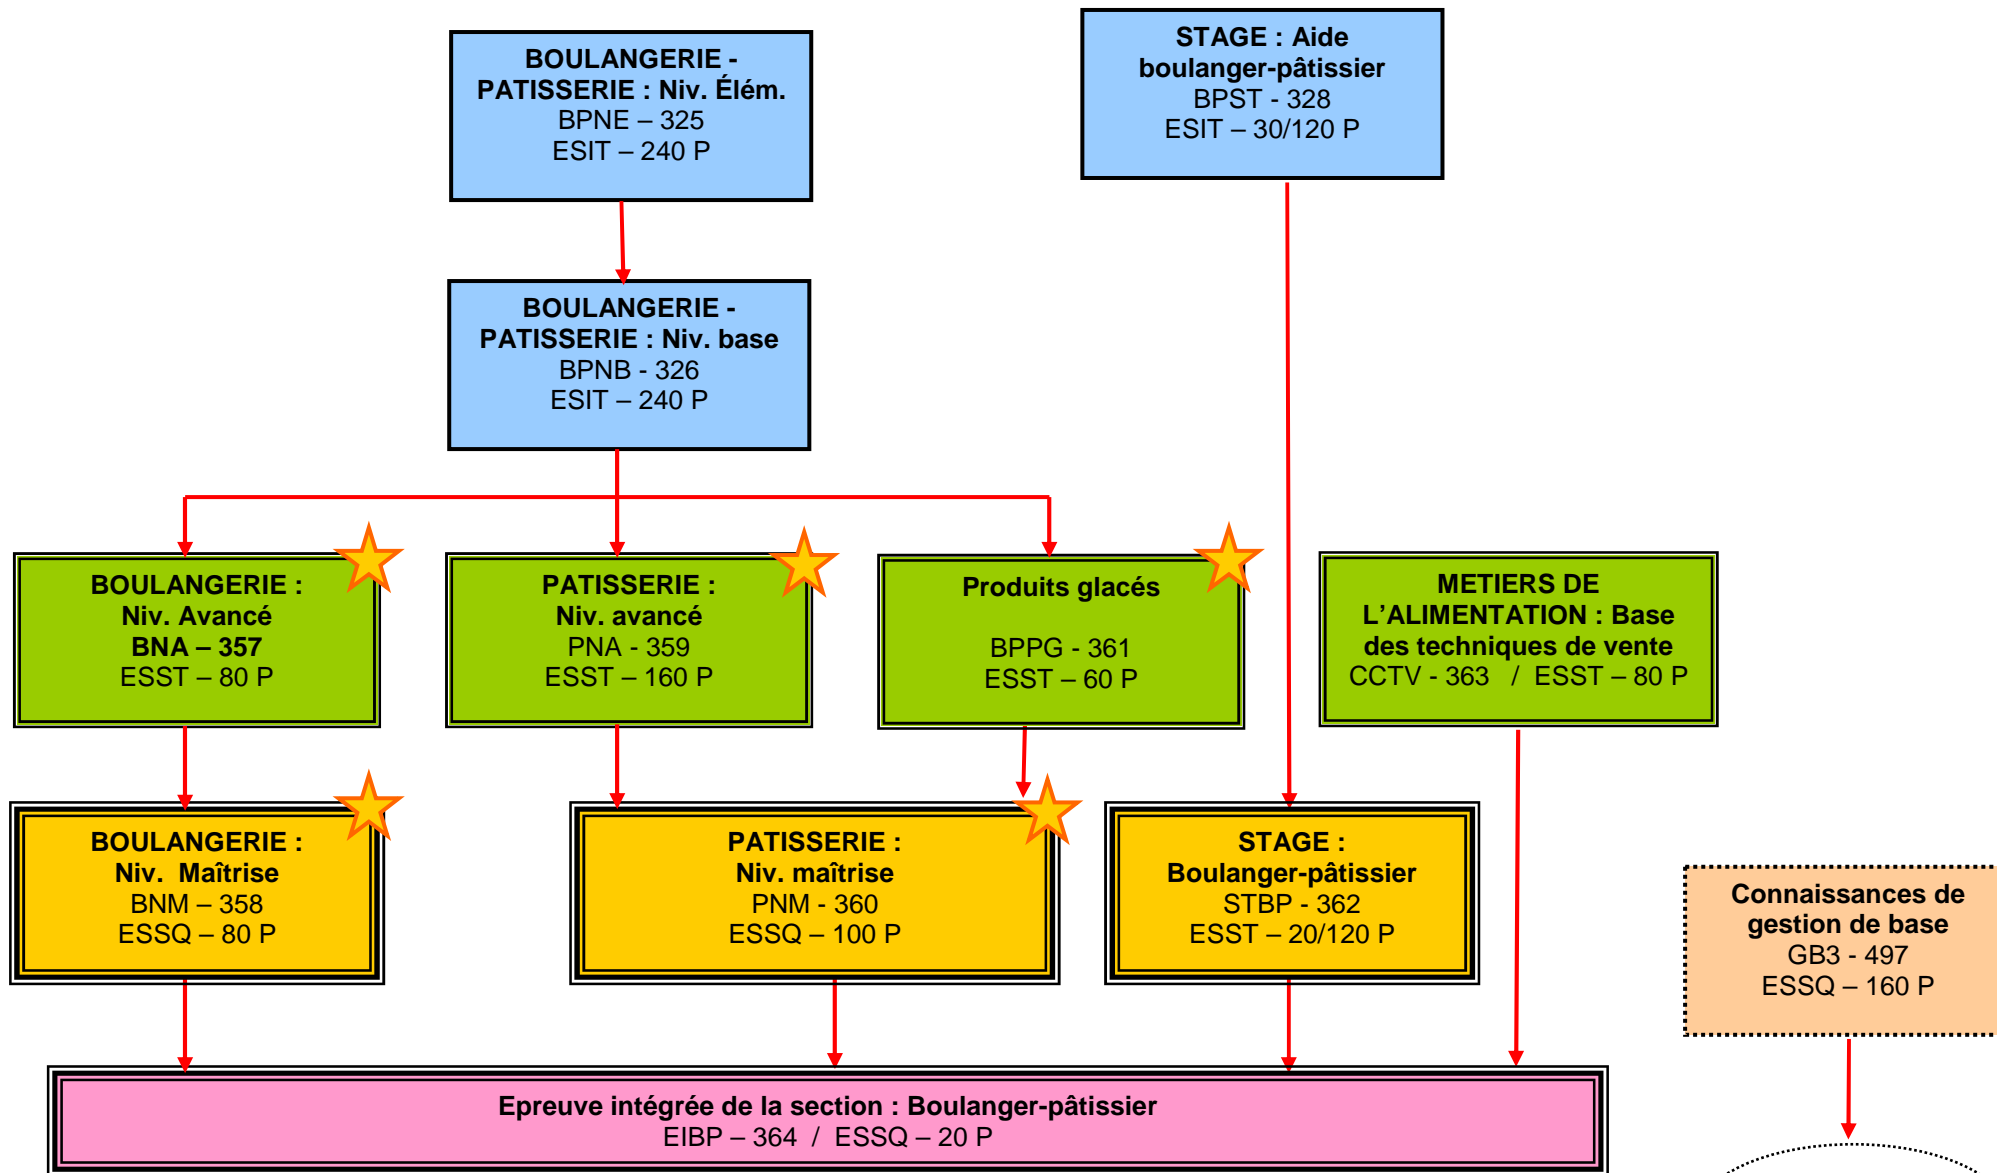 BOULANGERIE -
PATISSERIE : Niv. Élém.
BPNE – 325
ESIT – 240 P
STAGE : Aide
boulanger-pâtissier
BPST - 328
ESIT – 30/120 P
BOULANGERIE -
PATISSERIE : Niv. base
BPNB - 326
ESIT – 240 P
BOULANGERIE :
Niv. Avancé
BNA – 357
ESST – 80 P
PATISSERIE :
Niv. avancé
PNA - 359
ESST – 160 P
Produits glacés
BPPG - 361
ESST – 60 P
METIERS DE
L'ALIMENTATION : Base
des techniques de vente
CCTV - 363 / ESST – 80 P
BOULANGERIE :
Niv. Maîtrise
BNM – 358
ESSQ – 80 P
PATISSERIE :
Niv. maîtrise
PNM - 360
ESSQ – 100 P
STAGE :
Boulanger-pâtissier
STBP - 362
ESST – 20/120 P
Connaissances de
gestion de base
GB3 - 497
ESSQ – 160 P
Epreuve intégrée de la section : Boulanger-pâtissier
EIBP – 364 / ESSQ – 20 P